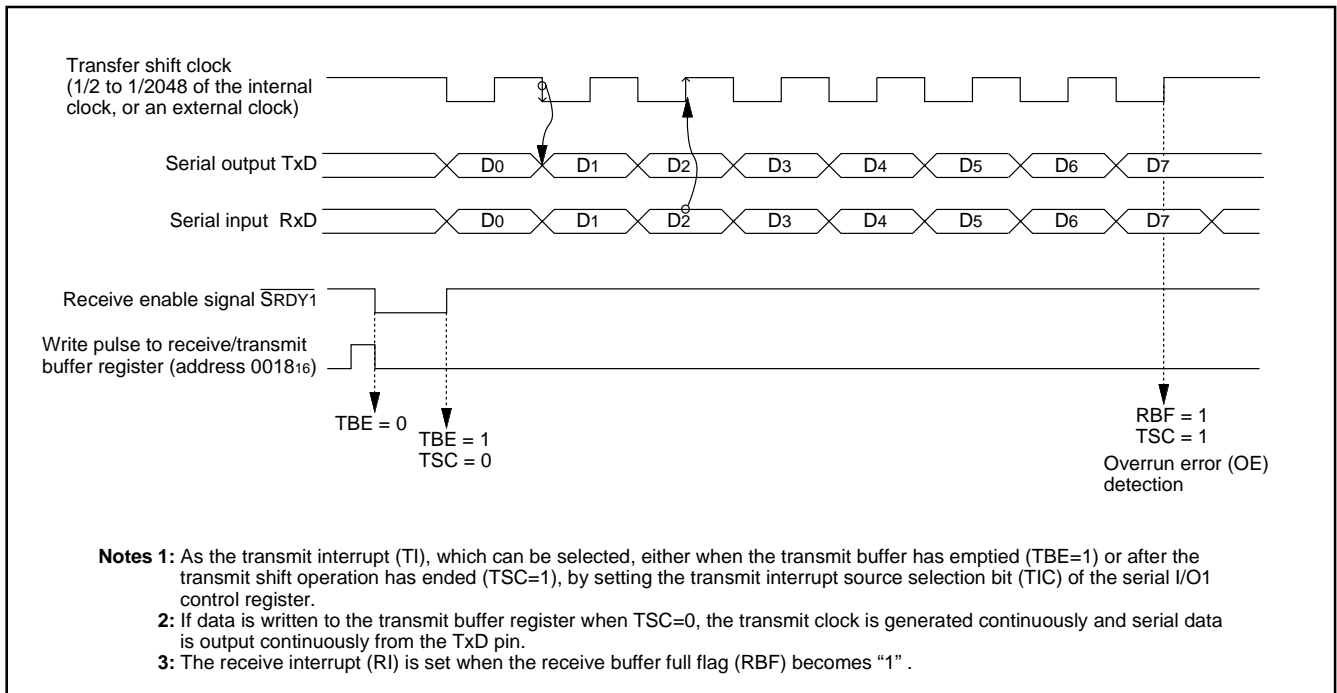 Transfer shift clock
(1/2 to 1/2048 of the internal
clock, or an external clock)
Serial output TxD
D0 D1 D2 D3 D4 D5 D6 D7
Serial input RxD
D0 D1 D2 D3 D4 D5 D6 D7
Receive enable signal SRDY1
Write pulse to receive/transmit
buffer register (address 001816)
TBE = 0
TBE = 1
TSC = 0
RBF = 1
TSC = 1
Overrun error (OE)
detection
Notes 1: As the transmit interrupt (TI), which can be selected, either when the transmit buffer has emptied (TBE=1) or after the
transmit shift operation has ended (TSC=1), by setting the transmit interrupt source selection bit (TIC) of the serial I/O1
control register.
2: If data is written to the transmit buffer register when TSC=0, the transmit clock is generated continuously and serial data
is output continuously from the TxD pin.
3: The receive interrupt (RI) is set when the receive buffer full flag (RBF) becomes “1” .